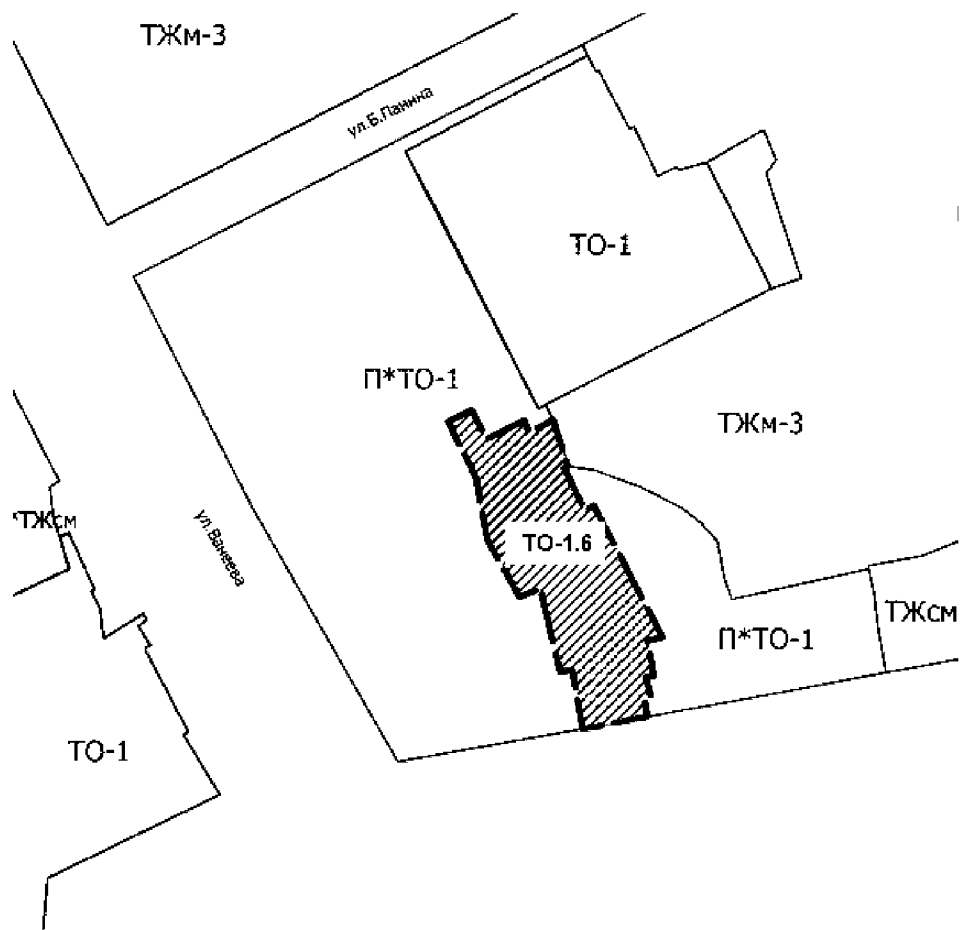 ТЖм-3
ул.Б.Панина
ТО-1
П*ТО-1
ТЖм-3
*ТЖсм
ул.Ванеева
ТО-1.6
ТЖсм
П*ТО-1
ТО-1